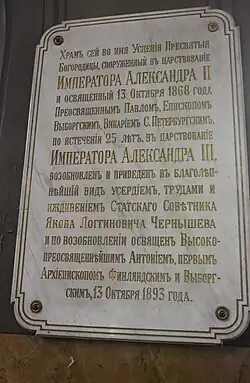 Храмъ сей во имя Успенія Пресвятыя
Богородицы, сооруженный въ царствованіе
Императора Александра II
и освященный 13 Октября 1868 года
Преосвященнымъ Павломъ, Епископомъ
Выборгскимъ, Викаріемъ С. Петербургскимъ,
по истеченіи 25 лѣтъ, въ царствованіе
Императора Александра III,
возобновленъ и приведенъ въ благолѣп-
нѣйшій видъ усердіемъ, трудами и
иждивеніемъ Статскаго Совѣтника
Якова Логгиновича Чернышева
и по возобновленіи освященъ Высоко-
преосвященнѣйшимъ Антоніемъ, первымъ
Архіепископомъ Финляндскимъ и Выборг-
скимъ, 13 Октября 1893 года.